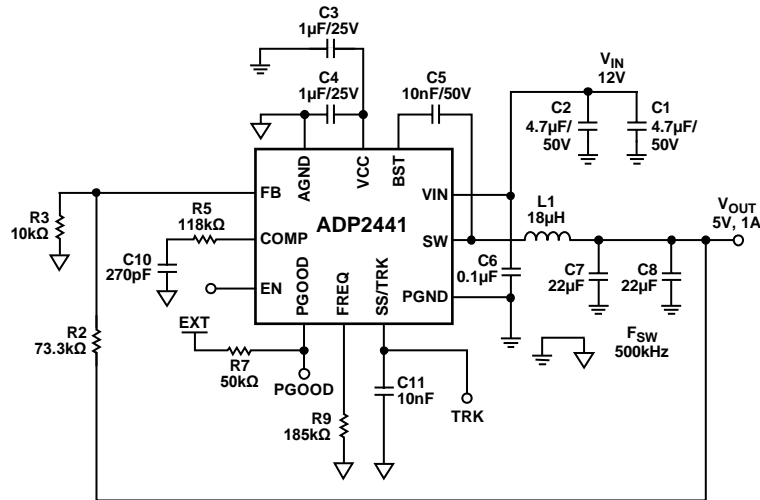 C3
1µF/25V
C4
1µF/25V
C5
10nF/50V
VIN
12V
C2
4.7µF/
50V
C1
4.7µF/
50V
AGND
VCC
BST
FB
VIN
ADP2441
COMP
SW
EN
PGOOD
FREQ
SS/TRK
PGND
R3
10kΩ
R5
118kΩ
C10
270pF
L1
18µH
VOUT
5V, 1A
C6
0.1µF
C7
22µF
C8
22µF
R2
73.3kΩ
EXT
R7
50kΩ
PGOOD
R9
185kΩ
C11
10nF
TRK
FSW
500kHz